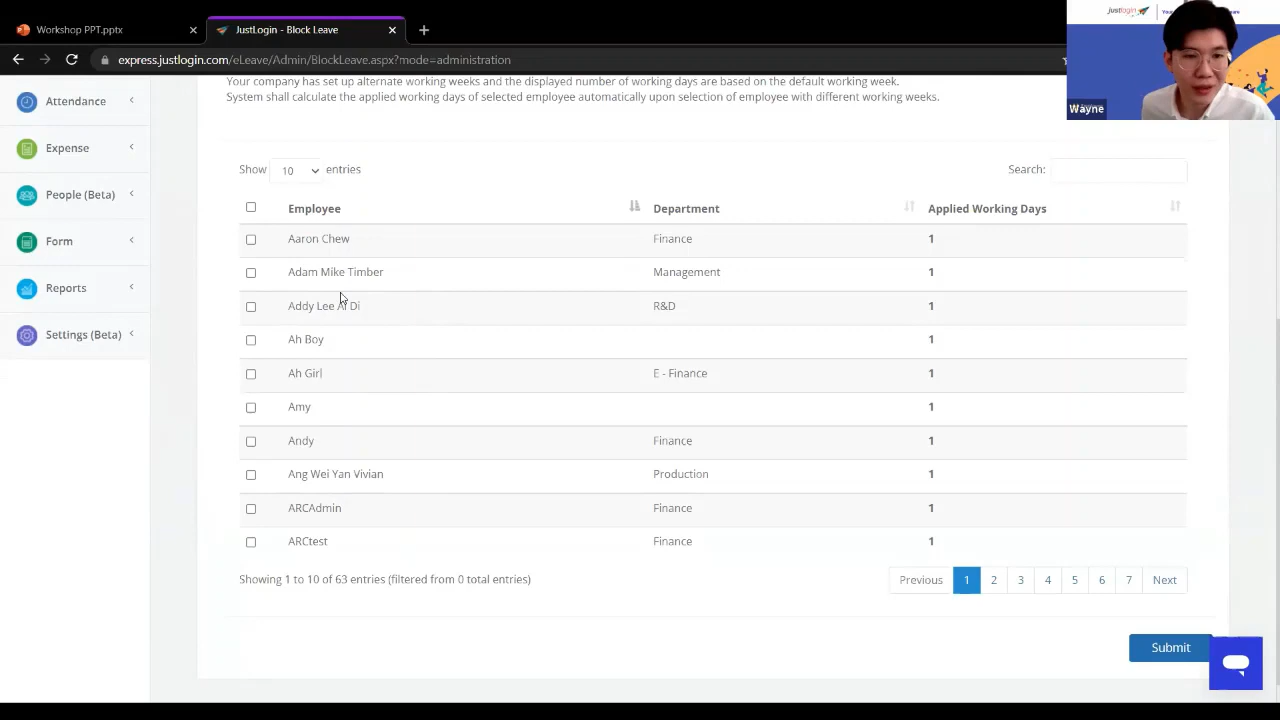 Workshop PPT.pptx
JustLogin - Block Leave
express.justlogin.com/eLeave/Admin/BlockLeave.aspx?mode=administration
justlogin
Wayne
Your company has set up alternate working weeks and the displayed number of working days are based on the default working week.
System shall calculate the applied working days of selected employee automatically upon selection of employee with different working weeks.
Attendance
Expense
People (Beta)
Form
Reports
Settings (Beta)
Show 10 entries
Search:
Employee Department Applied Working Days
Aaron Chew Finance 1
Adam Mike Timber Management 1
Addy Lee Ai Di R&D 1
Ah Boy 1
Ah Girl E - Finance 1
Amy 1
Andy Finance 1
Ang Wei Yan Vivian Production 1
ARCAdmin Finance 1
ARCtest Finance 1
Showing 1 to 10 of 63 entries (filtered from 0 total entries)
Previous 1 2 3 4 5 6 7 Next
Submit